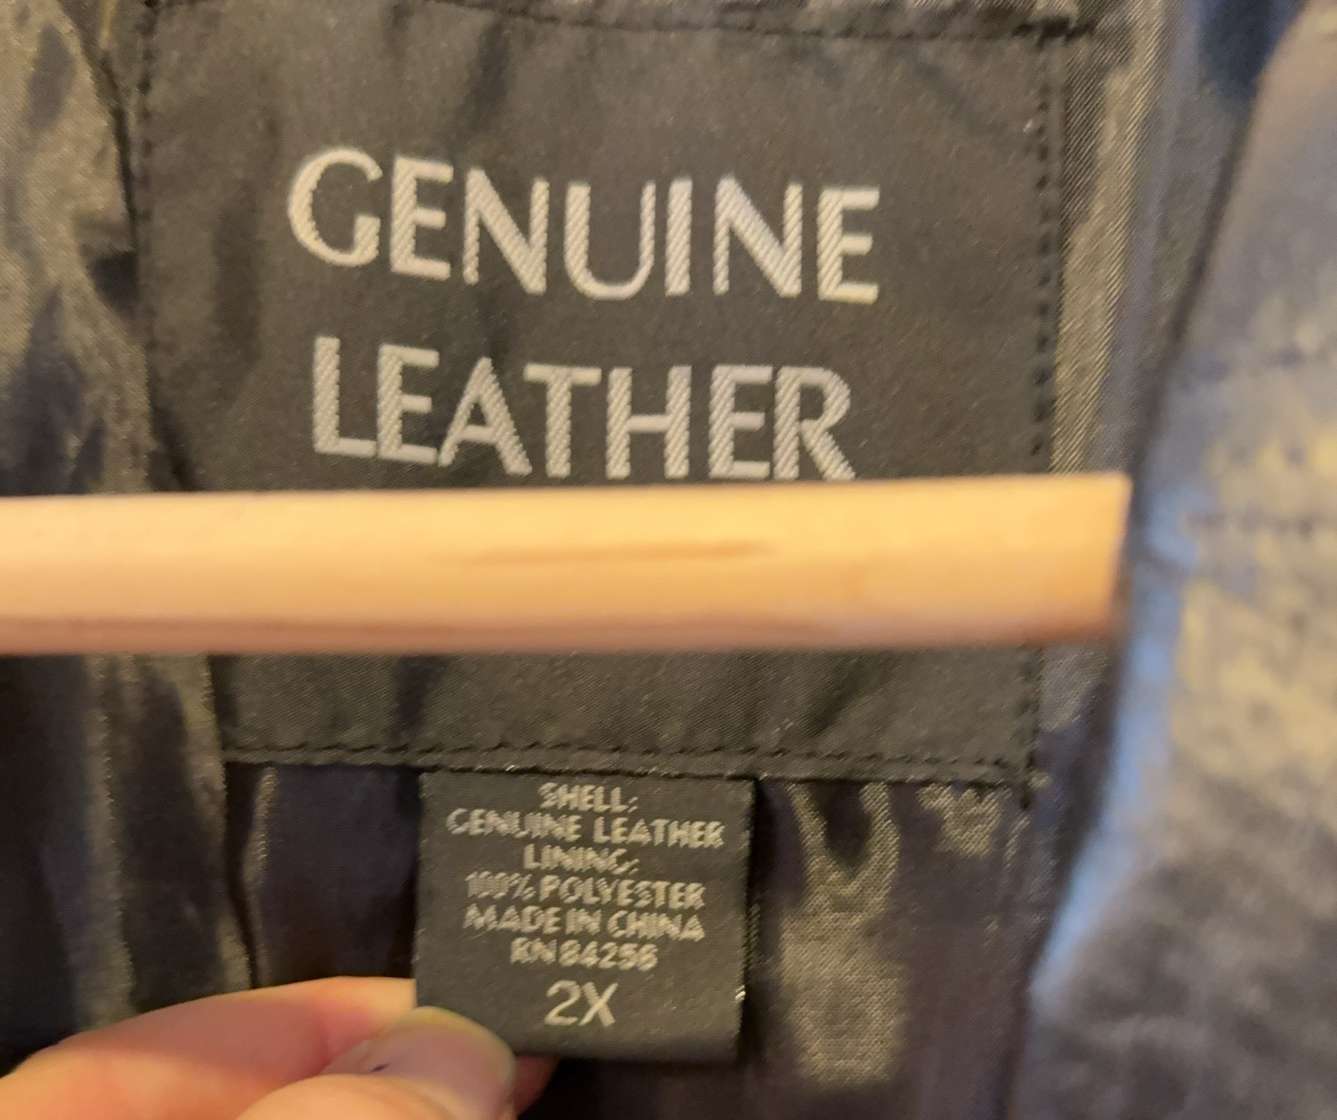 GENUINE
LEATHER
SHELL:
GENUINE LEATHER
LINING:
100% POLYESTER
MADE IN CHINA
RN 84256
2X